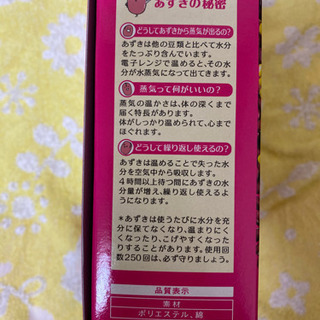 あずきの秘密
どうしてあずきから蒸気が出るの?
あずきは他の豆類と比べて水分
をたっぷり含んでいます。
電子レンジで温めると、その水
分が水蒸気になって出てきます。
蒸気って何がいいの?
蒸気の温かさは、体の深くまで
届く特長があります。
体がしっかり温められて、心まで
ほぐれます。
どうして繰り返し使えるの?
あずきは温めることで失った水
分を空気中から吸収します。
4時間以上待つ間にあずきの水
分量が増え、繰り返し使えるよ
うになります。
*あずきは使うたびに水分を充
分に保てなくなり、温まりにく
くなったり、こげやすくなった
りすることがあります。使用回
数250回は、必ず守りましょう。
品質表示
素材
ポリエステル、綿